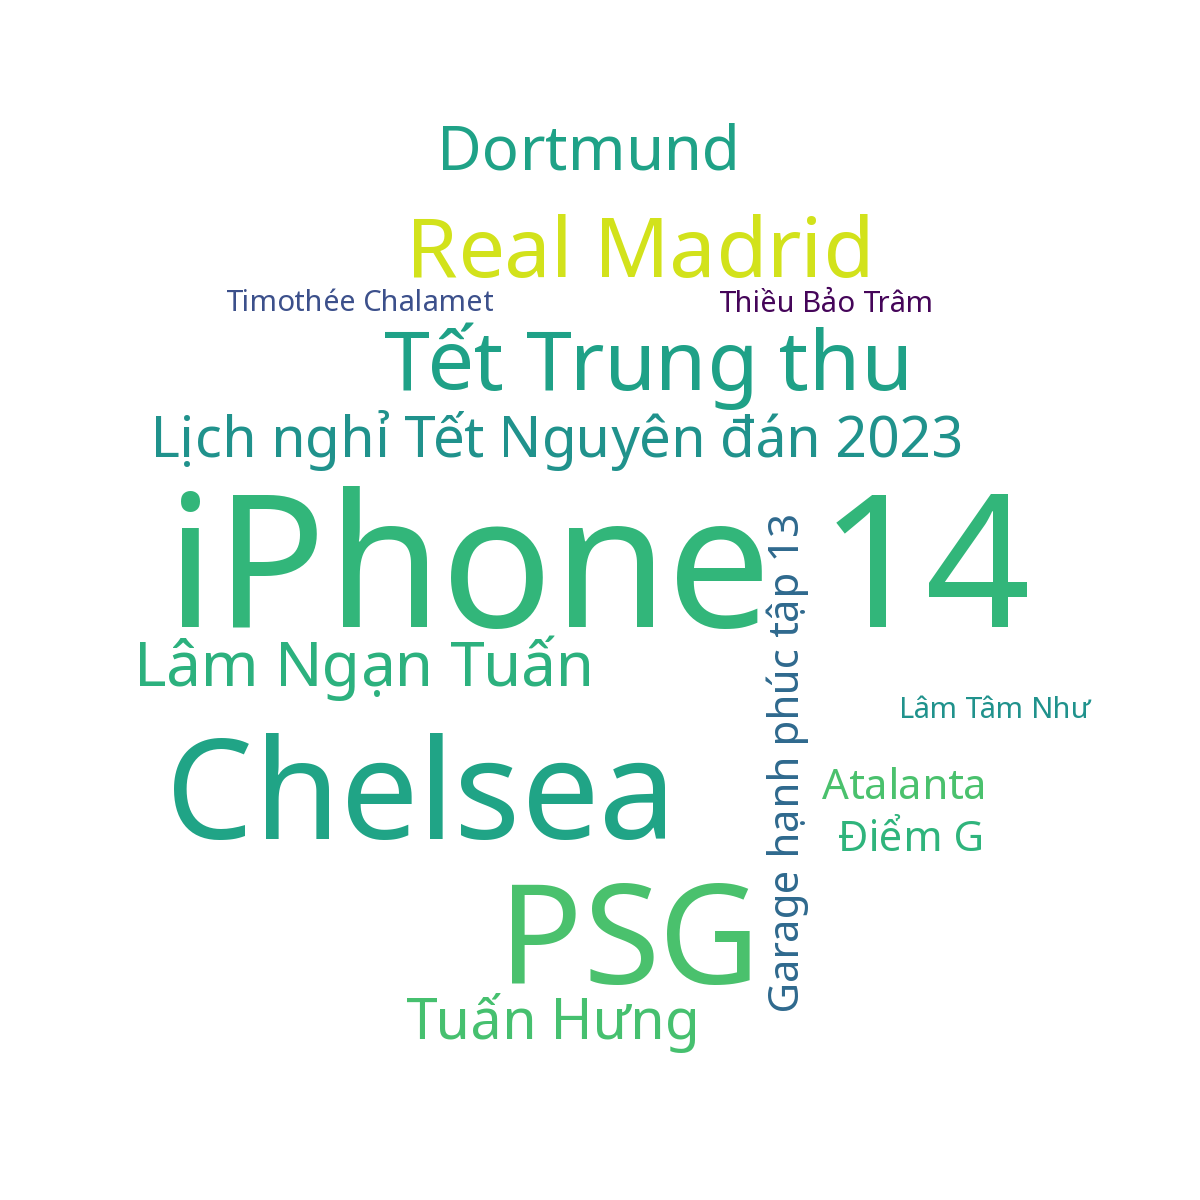 Dortmund
Real Madrid
Timothée Chalamet
Thiều Bảo Trâm
Tết Trung thu
Lịch nghỉ Tết Nguyên đán 2023
iPhone 14
Garage hạnh phúc tập 13
Lâm Ngạn Tuấn
Lâm Tâm Như
Chelsea
Atalanta
Điểm G
PSG
Tuấn Hưng